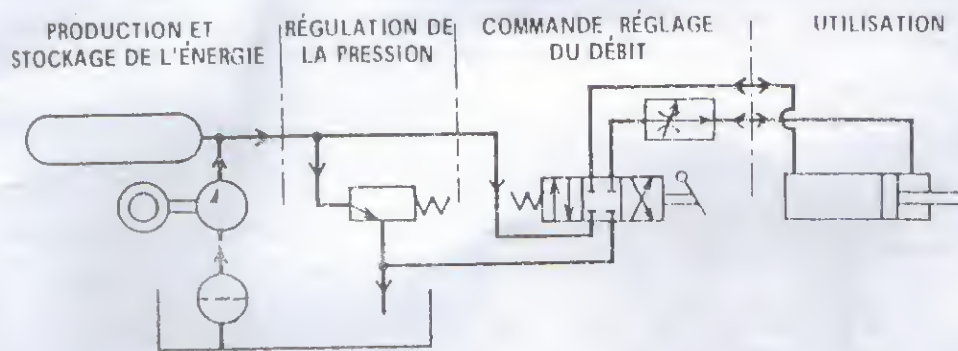 PRODUCTION ET
STOCKAGE DE L'ÉNERGIE
RÉGULATION DE
LA PRESSION
COMMANDE RÉGLAGE
DU DÉBIT
UTILISATION